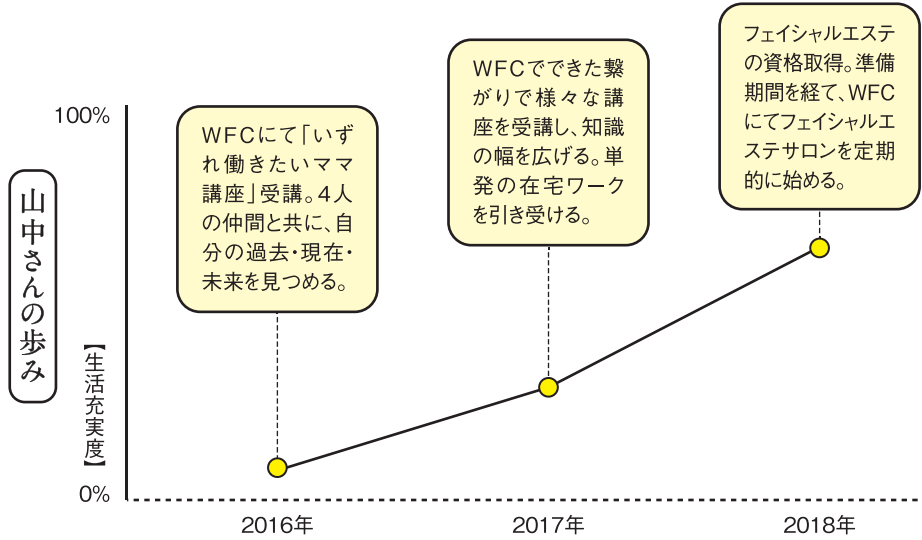 山中さんの歩み
【生活充実度】
100%
0%
WFCにて「いず
れ働きたいママ
講座」受講。4人
の仲間と共に、自
分の過去・現在・
未来を見つめる。
WFCでできた繋
がりで様々な講
座を受講し、知識
の幅を広げる。単
発の在宅ワーク
を引き受ける。
フェイシャルエステ
の資格取得。準備
期間を経て、WFC
にてフェイシャルエ
ステサロンを定期
的に始める。
2016年
2017年
2018年